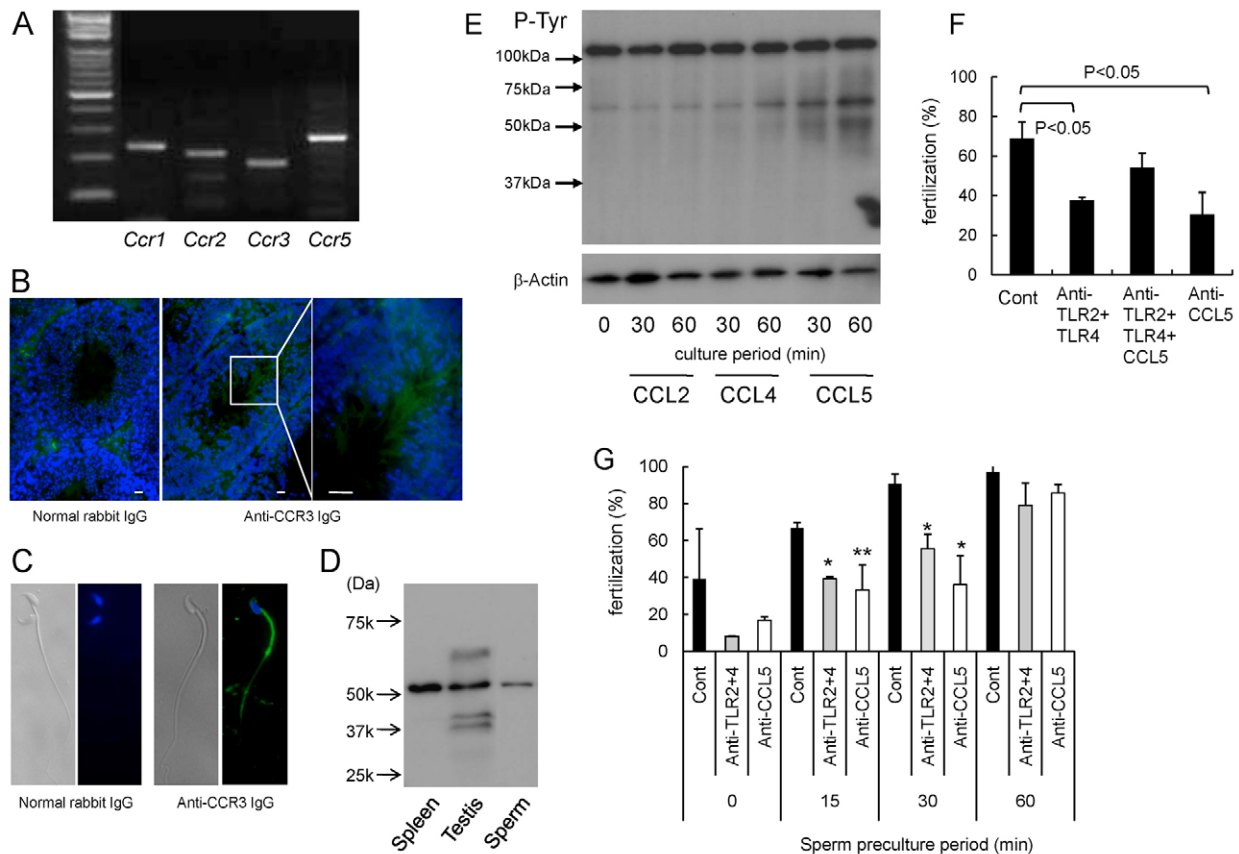 A
Ccr1 Ccr2 Ccr3 Ccr5
B
Normal rabbit IgG
Anti-CCR3 IgG
C
Normal rabbit IgG
Anti-CCR3 IgG
D
(Da)
75k
50k
37k
25k
Spleen Testis Sperm
E
P-Tyr
100kDa
75kDa
50kDa
37kDa
β-Actin
0 30 60 30 60 30 60
culture period (min)
CCL2 CCL4 CCL5
F
fertilization (%)
100
80
60
40
20
0
P<0.05
P<0.05
Cont
Anti-
TLR2+
TLR4
Anti-
TLR2+
TLR4+
CCL5
Anti-
CCL5
G
fertilization (%)
100
80
60
40
20
0
* ** * *
Cont Anti-TLR2+4 Anti-CCL5 Cont Anti-TLR2+4 Anti-CCL5 Cont Anti-TLR2+4 Anti-CCL5 Cont Anti-TLR2+4 Anti-CCL5
0 15 30 60
Sperm preculture period (min)